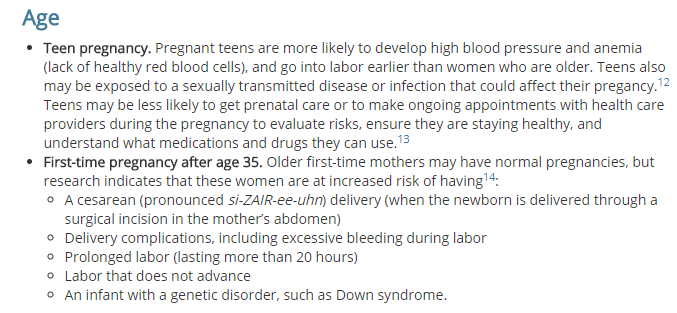 Age
• Teen pregnancy. Pregnant teens are more likely to develop high blood pressure and anemia
(lack of healthy red blood cells), and go into labor earlier than women who are older. Teens also
may be exposed to a sexually transmitted disease or infection that could affect their pegancy.12
Teens may be less likely to get prenatal care or to make ongoing appointments with health care
providers during the pregnancy to evaluate risks, ensure they are staying healthy, and
understand what medications and drugs they can use.13
• First-time pregnancy after age 35. Older first-time mothers may have normal pregnancies, but
research indicates that these women are at increased risk of having14:
○ A cesarean (pronounced si-ZAIR-ee-uhn) delivery (when the newborn is delivered through a
surgical incision in the mother's abdomen)
○ Delivery complications, including excessive bleeding during labor
○ Prolonged labor (lasting more than 20 hours)
○ Labor that does not advance
○ An infant with a genetic disorder, such as Down syndrome.